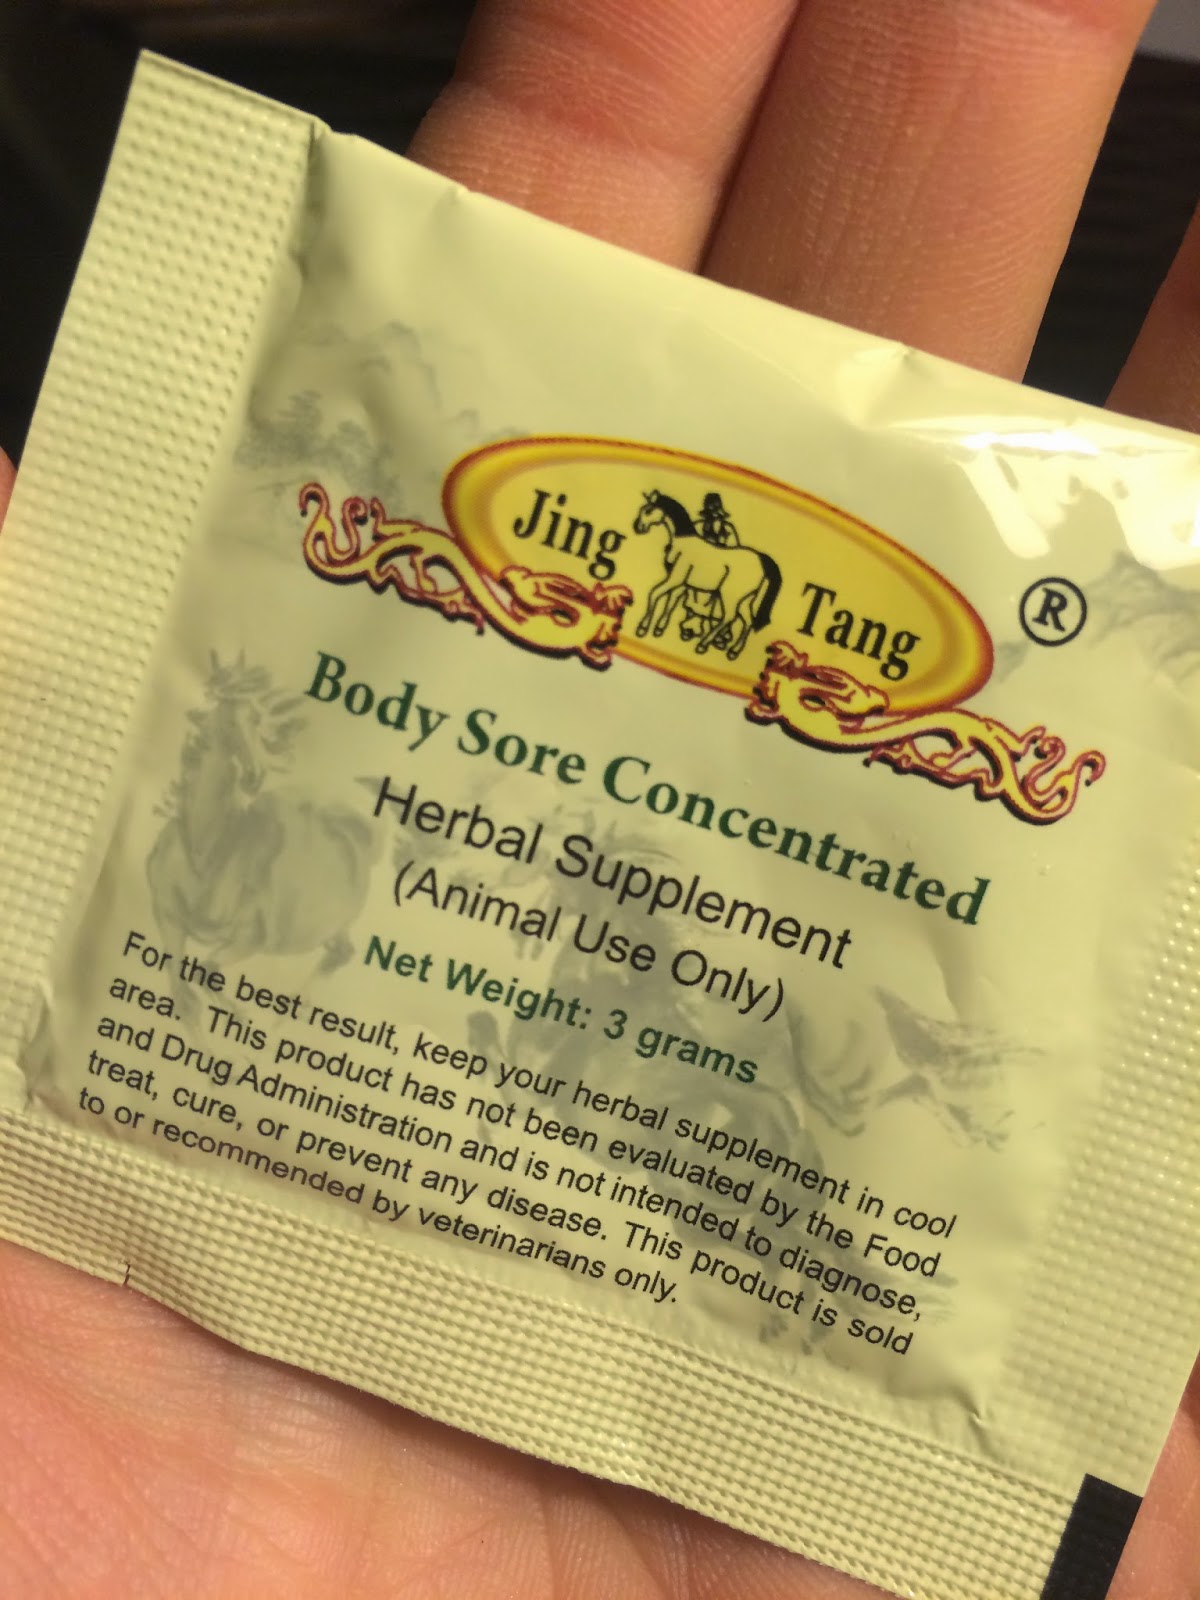 Jing Tang ®
Body Sore Concentrated
Herbal Supplement
(Animal Use Only)
Net Weight: 3 grams
For the best result, keep your herbal supplement in cool
area. This product has not been evaluated by the Food
and Drug Administration and is not intended to diagnose,
treat, cure, or prevent any disease. This product is sold
to or recommended by veterinarians only.